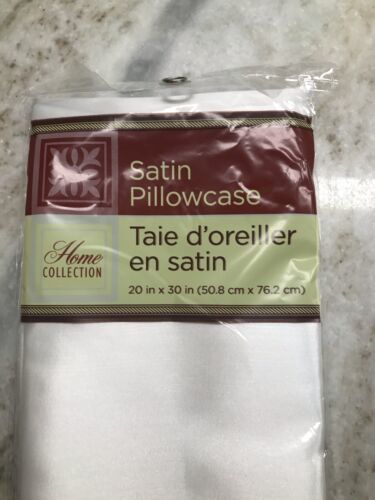 Satin
Pillowcase
Home
COLLECTION
Taie d'oreiller
en satin
20 in x 30 in (50.8 cm x 76.2 cm)